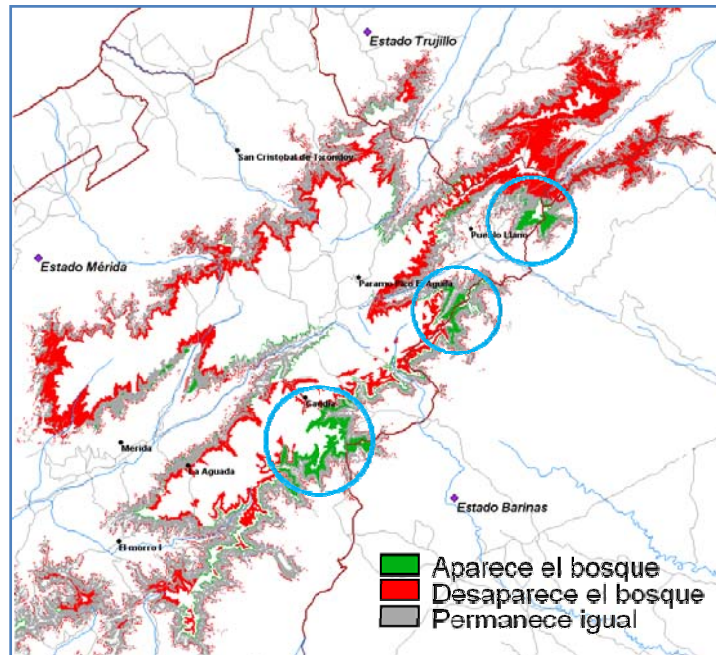 Estado Trujillo
San Cristobal de Torondoy
Pueblo Llano
Estado Mérida
Paramo Pico El Aguila
Gavidia
Merida
La Aguada
Estado Barinas
El morro I
Aparece el bosque
Desaparece el bosque
Permanece igual